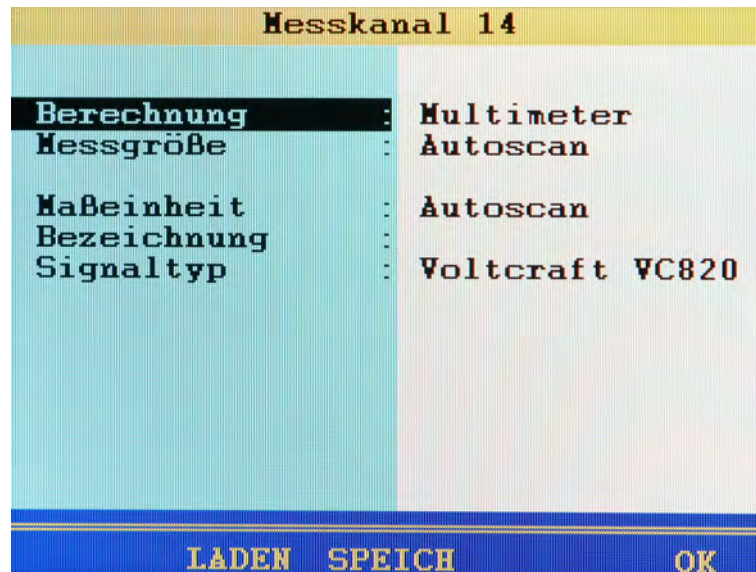 Messkanal 14
Berechnung : Multimeter
Messgröße : Autoscan
Maßeinheit : Autoscan
Bezeichnung :
Signaltyp : Voltcraft VC820
LADEN SPEICH OK